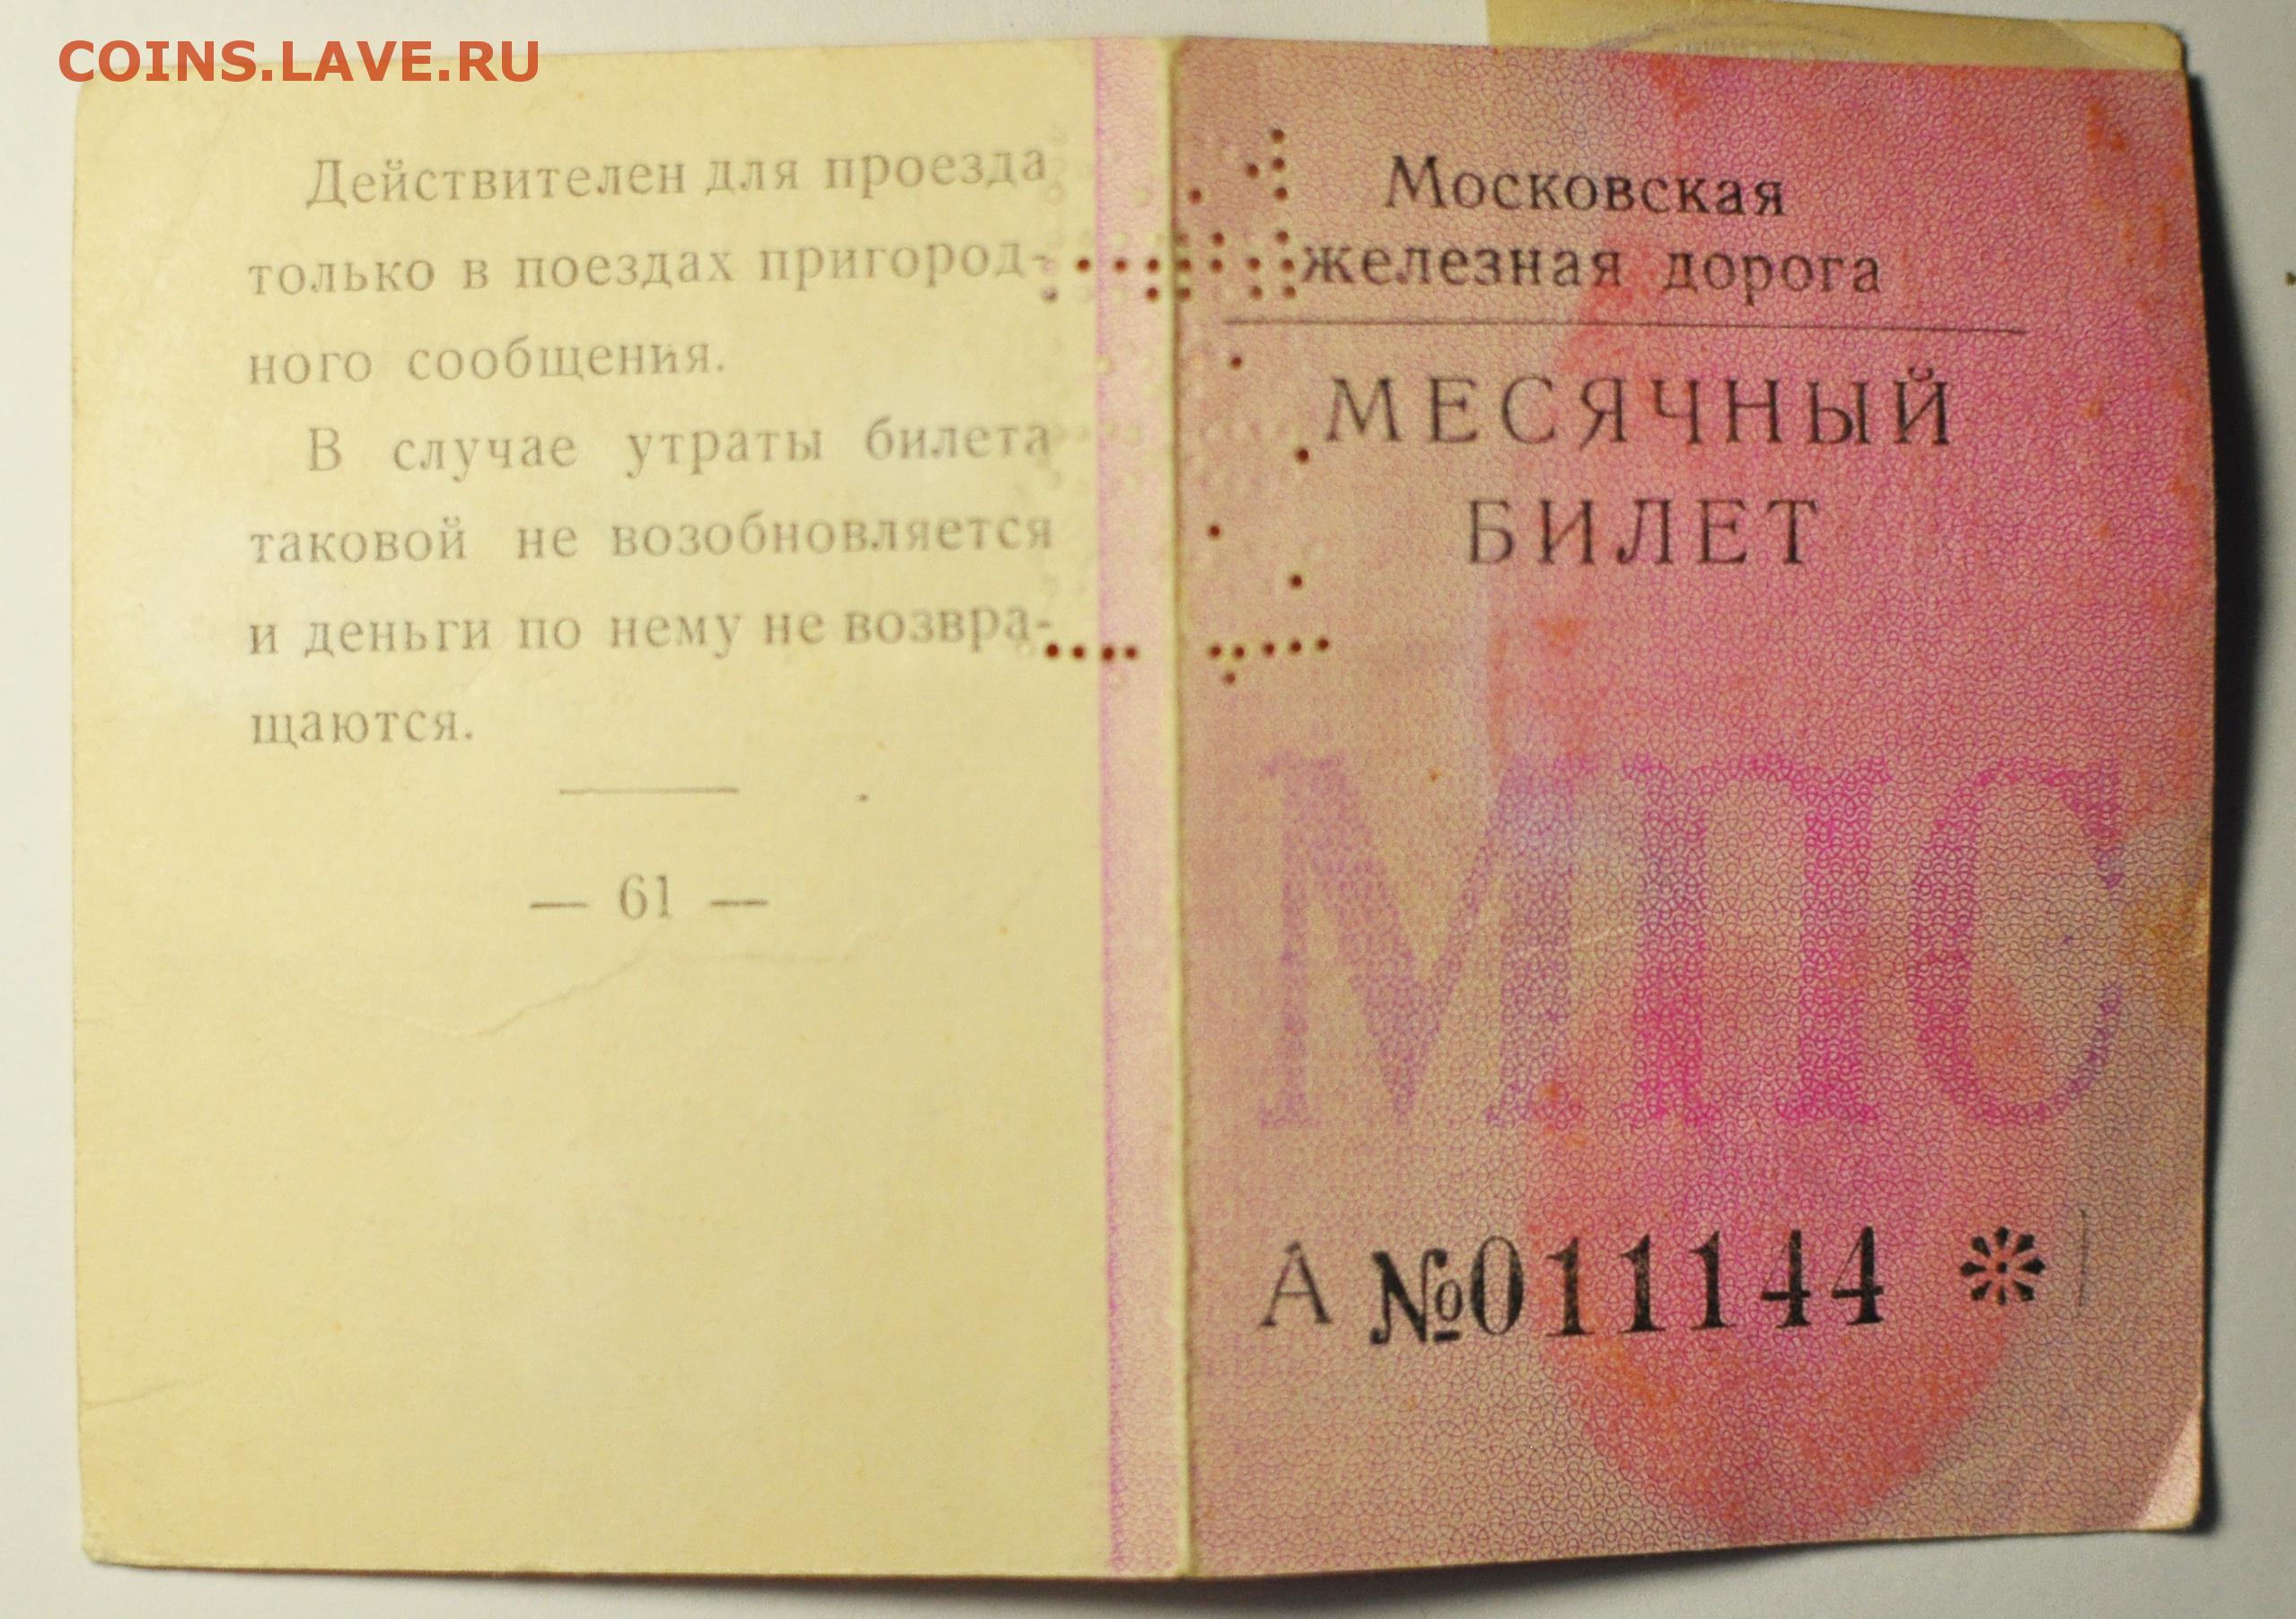 COINS.LAVE.RU
Действителен для проезда
только в поездах пригород-
ного сообщения.
В случае утраты билета
таковой не возобновляется
и деньги по нему не возвра-
щаются.
— 61 —
Московская
железная дорога
МЕСЯЧНЫЙ
БИЛЕТ
МПС
А №011144 *